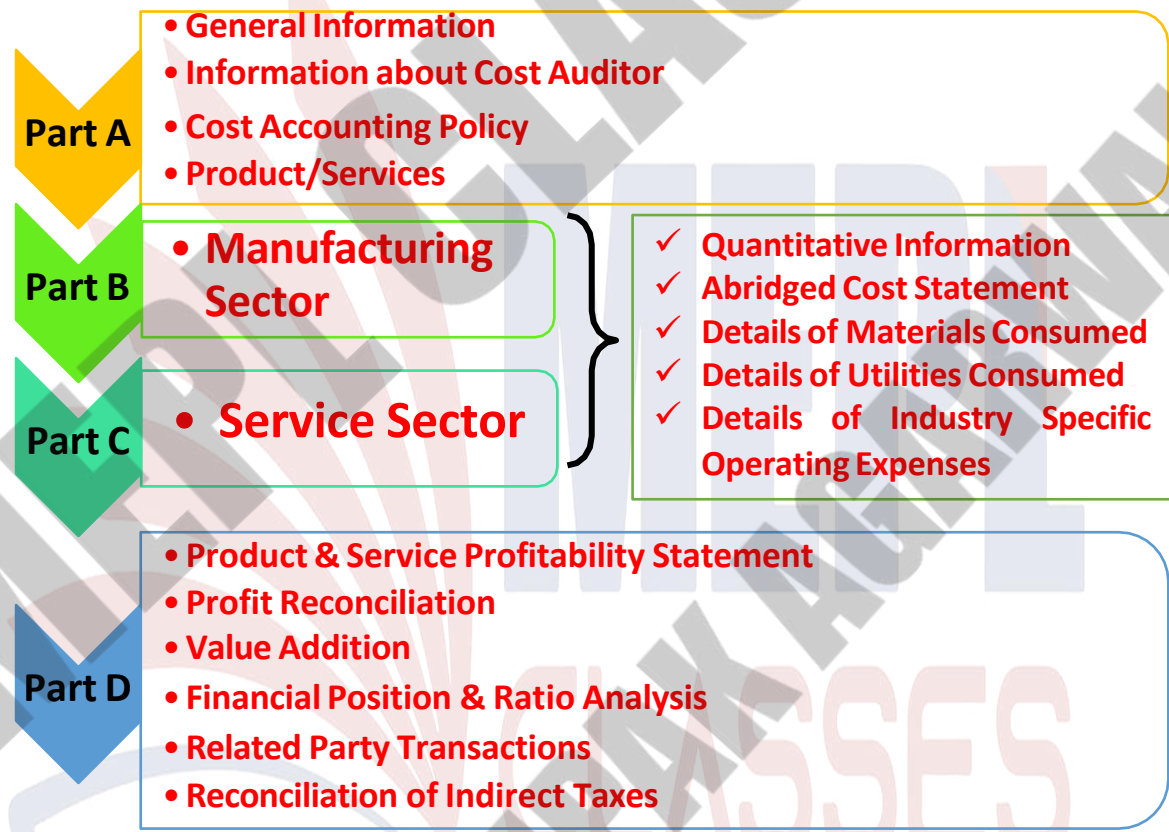 Part A
• General Information
• Information about Cost Auditor
• Cost Accounting Policy
• Product/Services
Part B
• Manufacturing
Sector
Part C
• Service Sector
✓ Quantitative Information
✓ Abridged Cost Statement
✓ Details of Materials Consumed
✓ Details of Utilities Consumed
✓ Details of Industry Specific
Operating Expenses
Part D
• Product & Service Profitability Statement
• Profit Reconciliation
• Value Addition
• Financial Position & Ratio Analysis
• Related Party Transactions
• Reconciliation of Indirect Taxes
MEPL
CLASSES